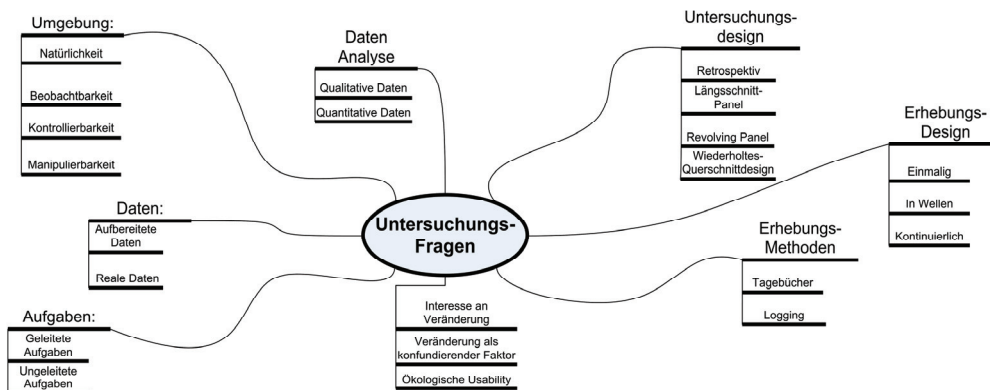 Umgebung:
Natürlichkeit
Beobachtbarkeit
Kontrollierbarkeit
Manipulierbarkeit
Daten
Analyse
Qualitative Daten
Quantitative Daten
Untersuchungs-
design
Retrospektiv
Längsschnitt-
Panel
Revolving Panel
Wiederholtes-
Querschnittdesign
Erhebungs-
Design
Einmalig
In Wellen
Kontinuierlich
Daten:
Aufbereitete
Daten
Reale Daten
Untersuchungs-
Fragen
Erhebungs-
Methoden
Tagebücher
Logging
Aufgaben:
Geleitete
Aufgaben
Ungeleitete
Aufgaben
Interesse an
Veränderung
Veränderung als
konfundierender Faktor
Ökologische Usability